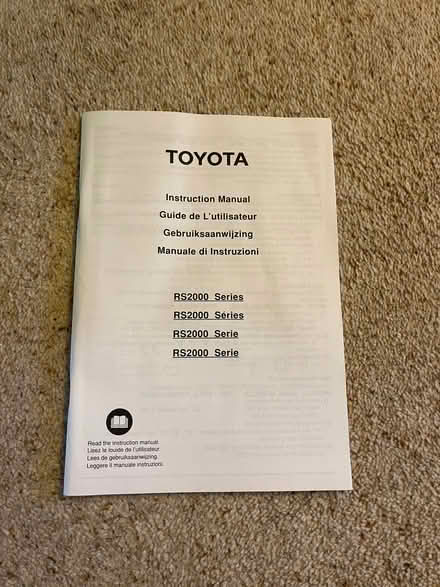 TOYOTA
Instruction Manual
Guide de L'utilisateur
Gebruiksaanwijzing
Manuale di Instruzioni
RS2000 Series
RS2000 Séries
RS2000 Serie
RS2000 Serie
Read the instruction manual.
Lisez le louide de l'utilisateur.
Lees de gebruiksaanwijzing.
Leggere il manuale instruzioni.